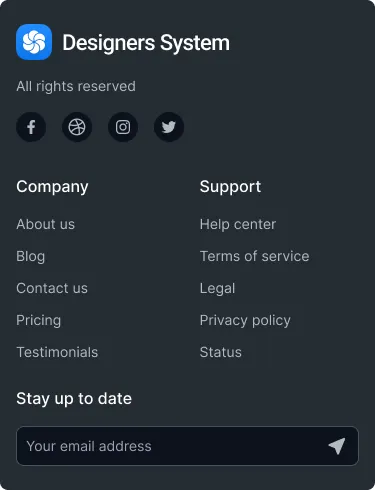 Designers System
All rights reserved
Company
About us
Blog
Contact us
Pricing
Testimonials
Support
Help center
Terms of service
Legal
Privacy policy
Status
Stay up to date
Your email address